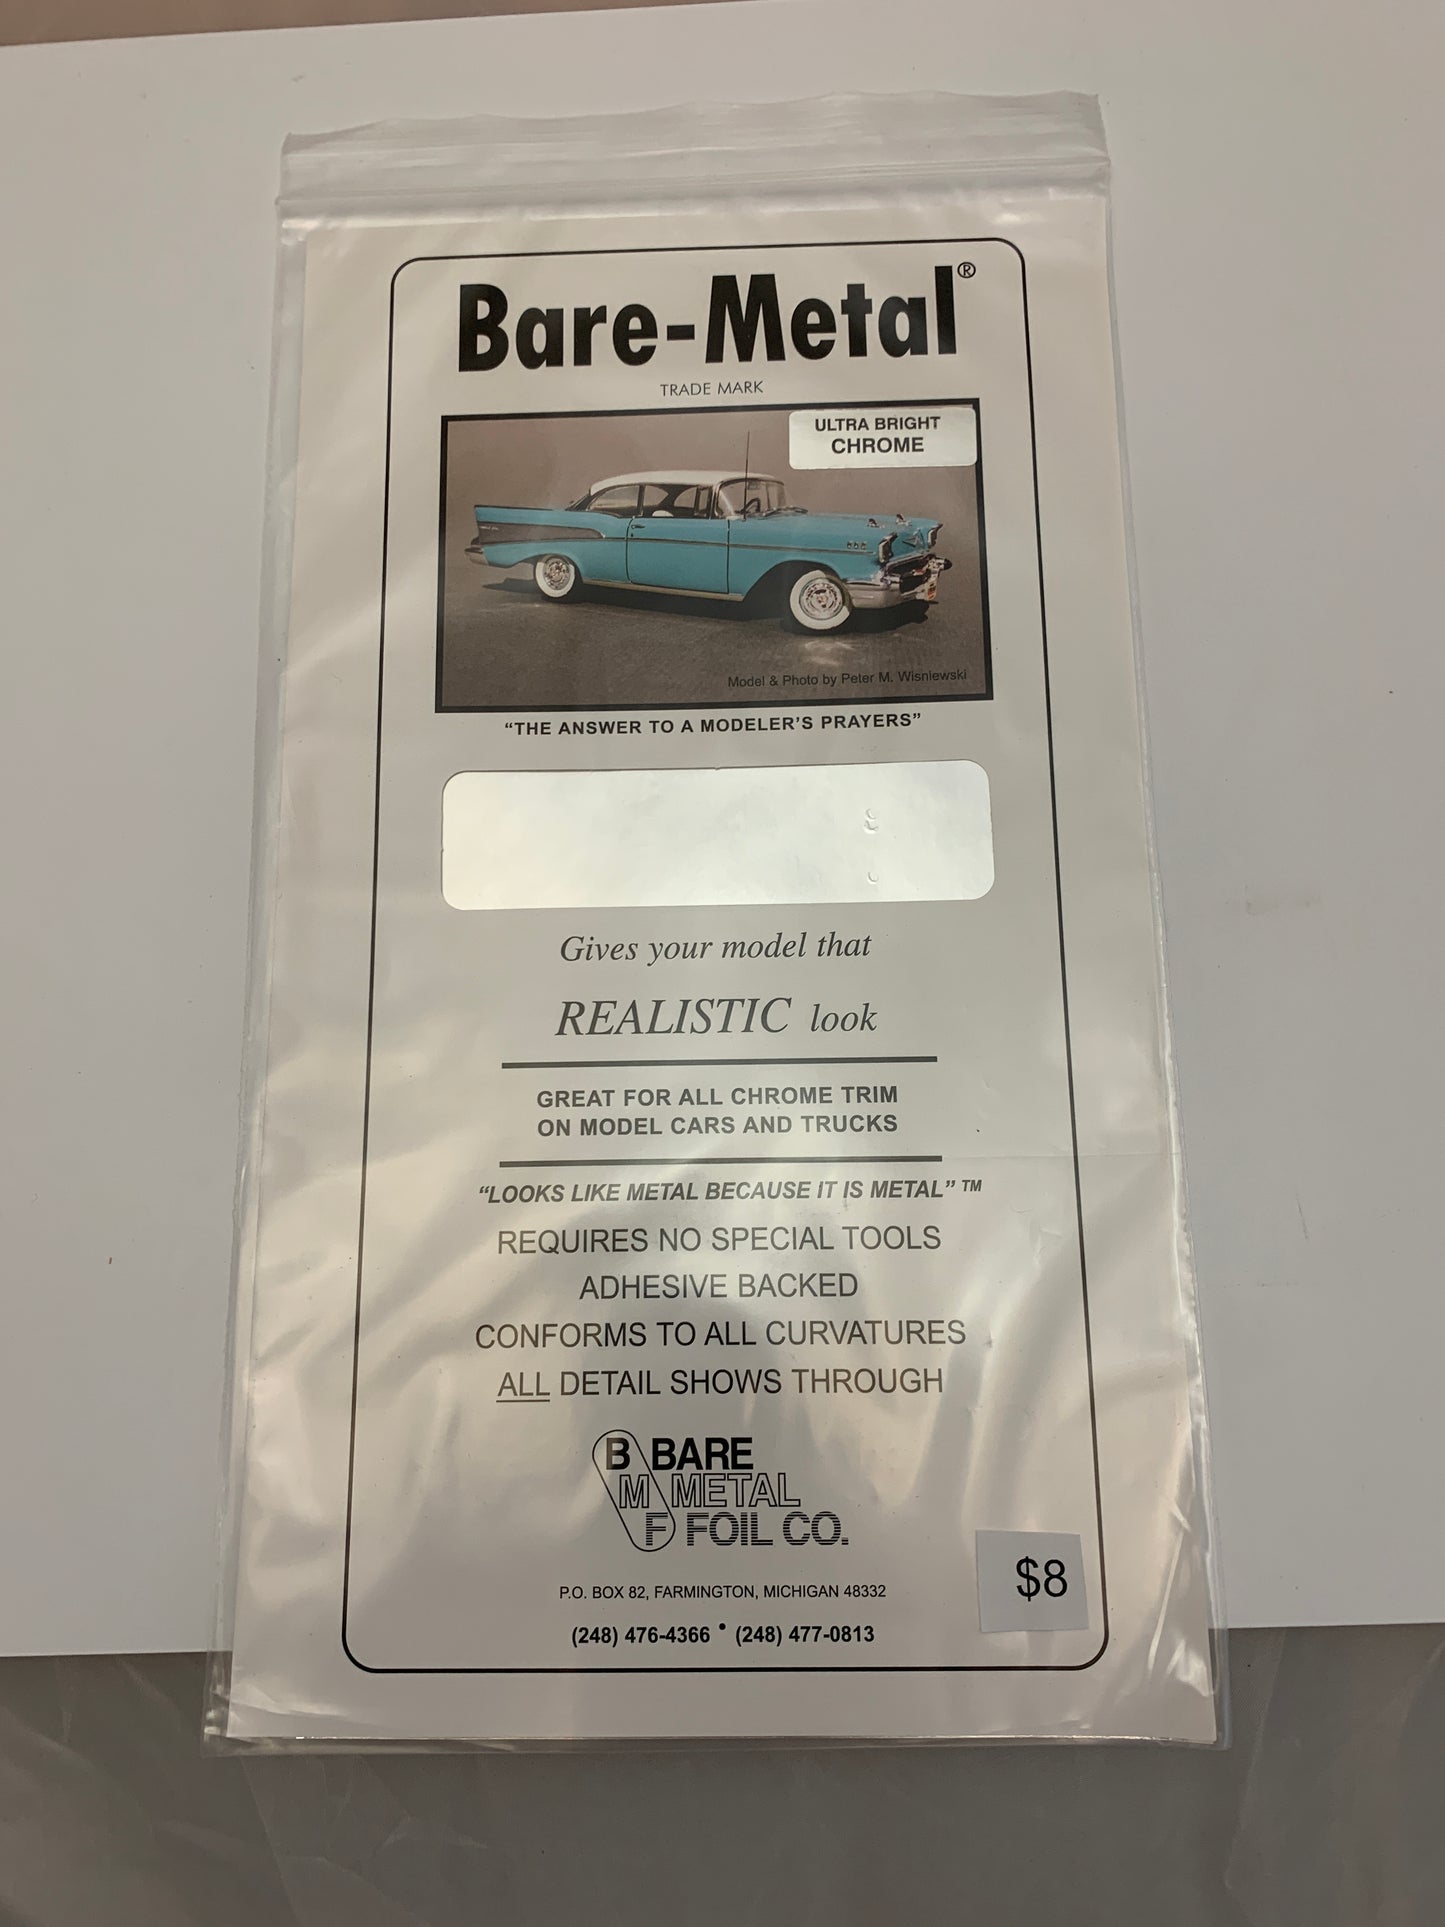 Bare-Metal®
TRADE MARK
ULTRA BRIGHT
CHROME
Model & Photo by Peter M. Wisniewski
“THE ANSWER TO A MODELER’S PRAYERS”
Gives your model that
REALISTIC look
GREAT FOR ALL CHROME TRIM
ON MODEL CARS AND TRUCKS
“LOOKS LIKE METAL BECAUSE IT IS METAL” ™
REQUIRES NO SPECIAL TOOLS
ADHESIVE BACKED
CONFORMS TO ALL CURVATURES
ALL DETAIL SHOWS THROUGH
B BARE
M METAL
F FOIL CO.
$8
P.O. BOX 82, FARMINGTON, MICHIGAN 48332
(248) 476-4366 • (248) 477-0813